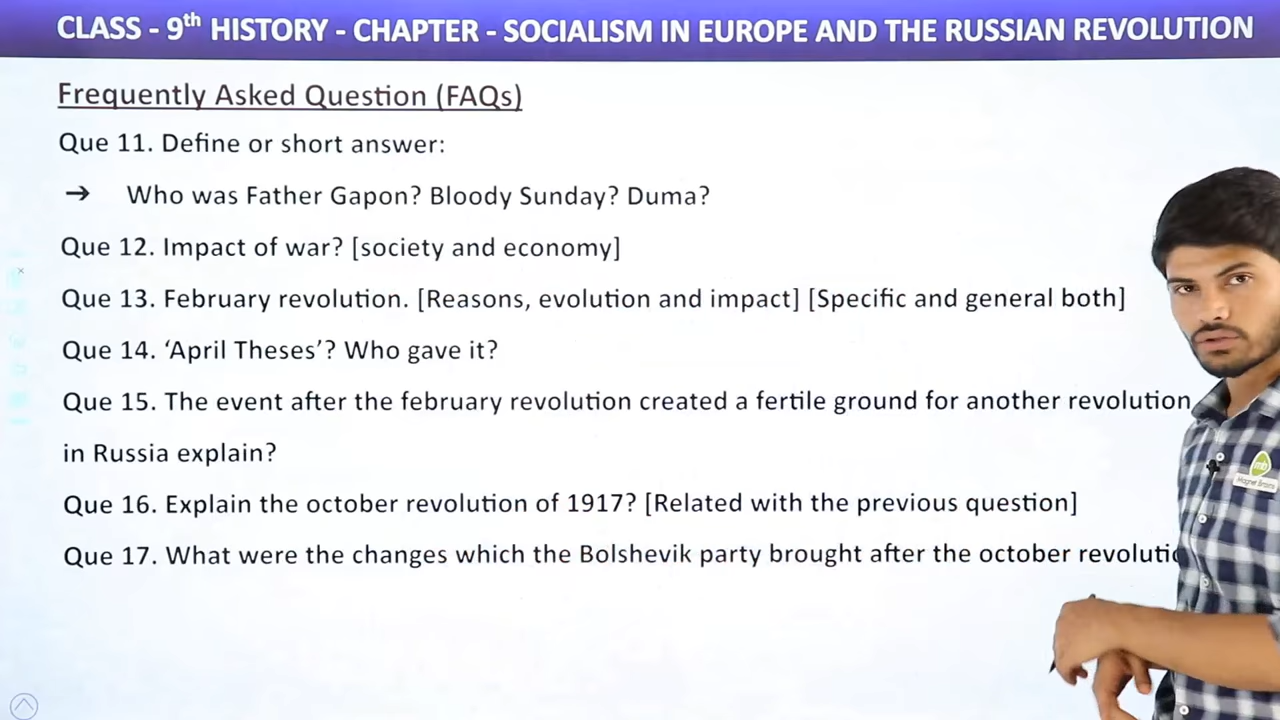 CLASS - 9th HISTORY - CHAPTER - SOCIALISM IN EUROPE AND THE RUSSIAN REVOLUTION
Frequently Asked Question (FAQs)
Que 11. Define or short answer:
➔ Who was Father Gapon? Bloody Sunday? Duma?
Que 12. Impact of war? [society and economy]
Que 13. February revolution. [Reasons, evolution and impact] [Specific and general both]
Que 14. ‘April Theses’? Who gave it?
Que 15. The event after the february revolution created a fertile ground for another revolution
in Russia explain?
Que 16. Explain the october revolution of 1917? [Related with the previous question]
Que 17. What were the changes which the Bolshevik party brought after the october
mb
Magnet Brains